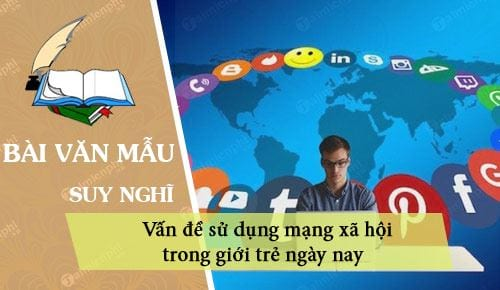 BÀI VĂN MẪU
SUY NGHĨ
Vấn đề sử dụng mạng xã hội
trong giới trẻ ngày nay